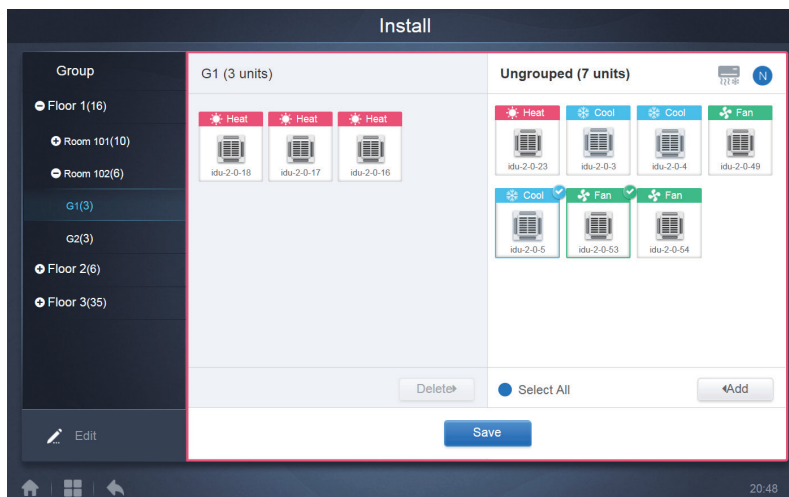 Install
Group
Floor 1(16)
Room 101(10)
Room 102(6)
G1(3)
G2(3)
Floor 2(6)
Floor 3(35)
Edit
G1 (3 units)
Heat Heat Heat
idu-2-0-18 idu-2-0-17 idu-2-0-16
Delete
Ungrouped (7 units) N
Heat Cool Cool Fan
idu-2-0-23 idu-2-0-3 idu-2-0-4 idu-2-0-49
Cool Fan Fan
idu-2-0-5 idu-2-0-53 idu-2-0-54
Select All Add
Save
20:48